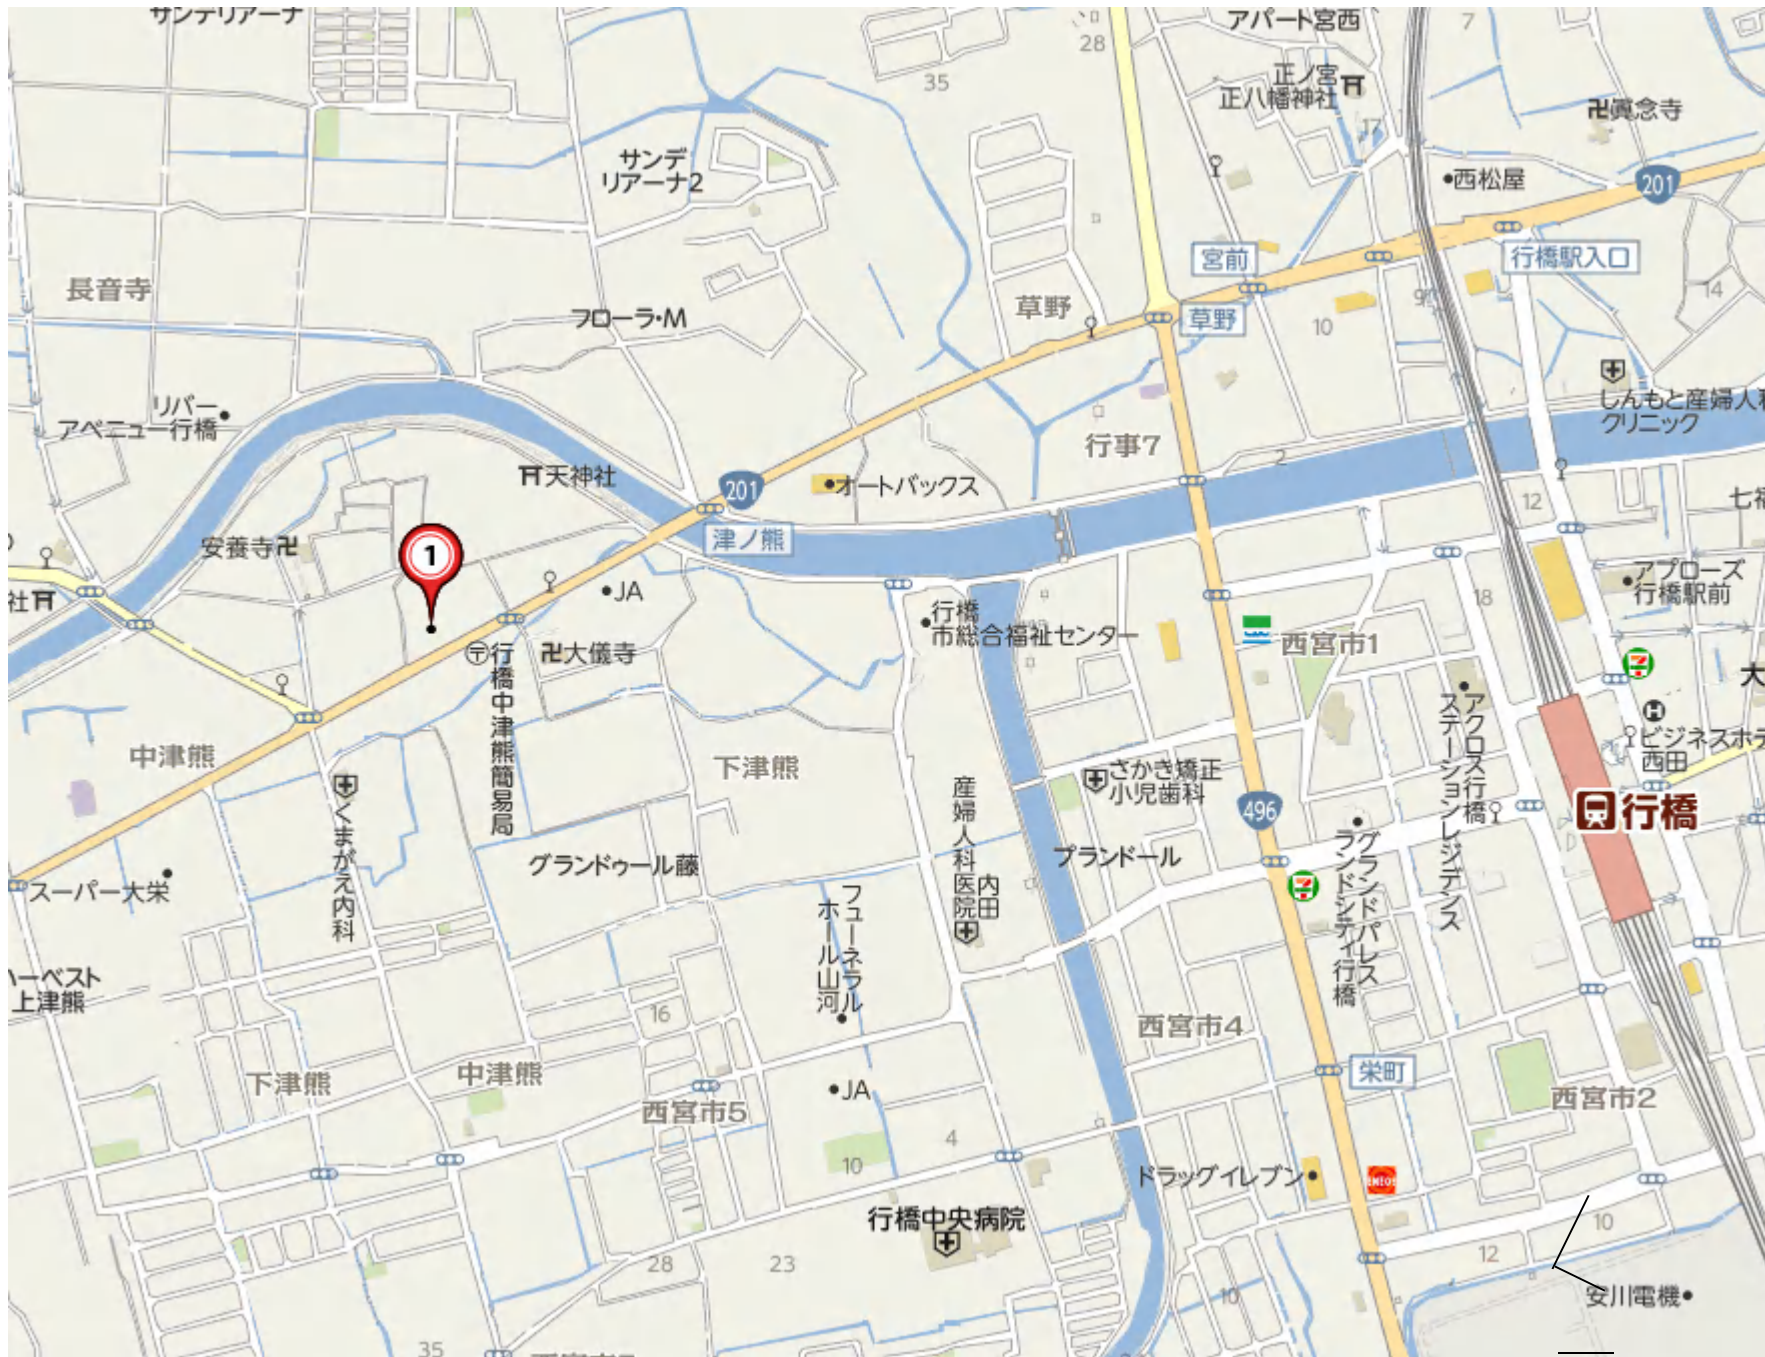 サンデリアーナ
アパート宮西
7
28
35
正ノ宮
正八幡神社
17
眞念寺
サンデ
リアーナ2
西松屋
201
宮前
行橋駅入口
長音寺
フローラ・M
草野
草野
10
9
14
リバー
アベニュー行橋
しんもと産婦人科
クリニック
行事7
2
天神社
201
オートバックス
12
七福
津ノ熊
安養寺
1
JA
社
行橋
市総合福祉センター
18
アプローズ
行橋駅前
西宮市1
〒行橋中津熊簡易局
大儀寺
大
アクロス行橋
ステーションレジデンス
H
ビジネスホテ
西田
中津熊
下津熊
さかき矯正
小児歯科
産婦人科医院
内田
496
行橋
くまがえ内科
グランドゥール藤
プランドール
グランドパレス
ランドシティ行橋
スーパー大栄
フューネラル
ホール山河
ハーベスト
上津熊
16
西宮市4
下津熊
中津熊
栄町
西宮市5
JA
西宮市2
4
10
ドラッグイレブン
ENEOS
行橋中央病院
10
12
28
23
10
安川電機
35